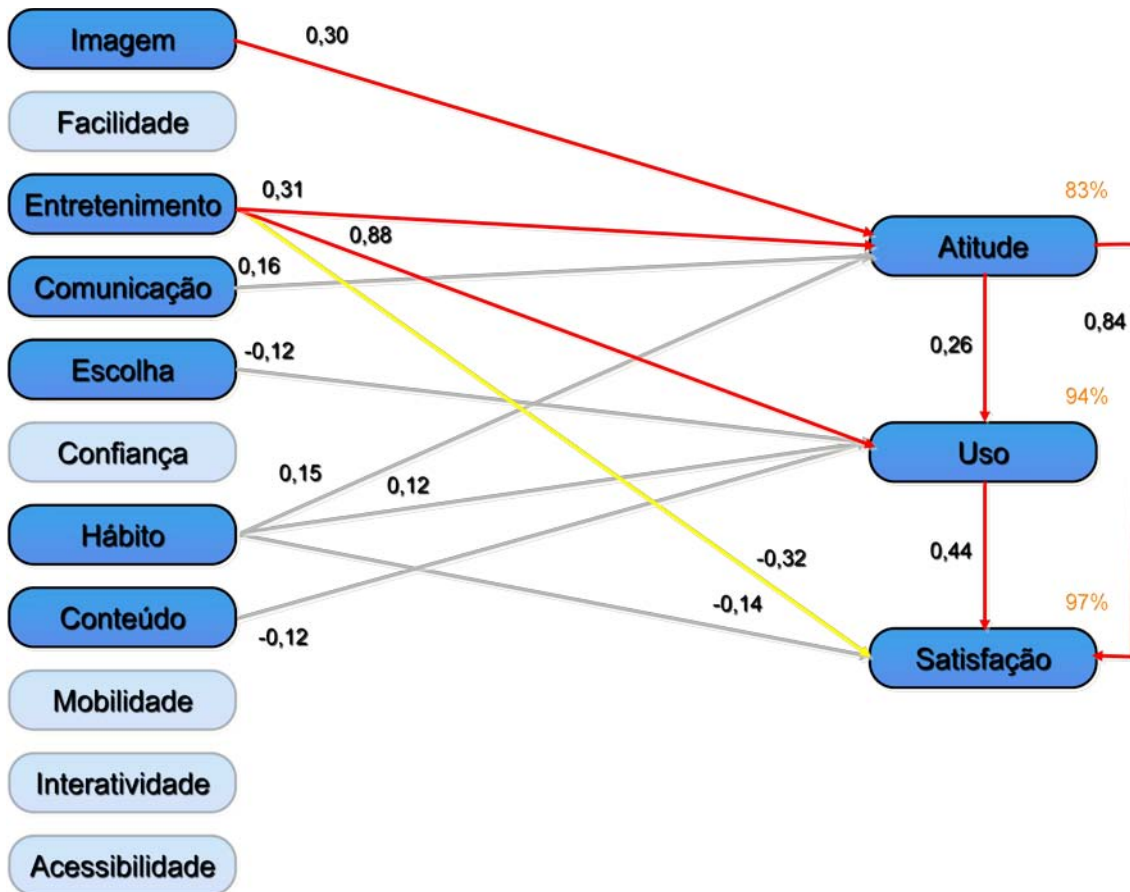 Imagem
0,30
Facilidade
Entretenimento
0,31
0,88
83%
Atitude
Comunicação
0,16
0,84
Escolha
-0,12
0,26
94%
Confiança
Uso
0,15
0,12
Hábito
-0,32
0,44
-0,14
97%
Conteúdo
-0,12
Satisfação
Mobilidade
Interatividade
Acessibilidade